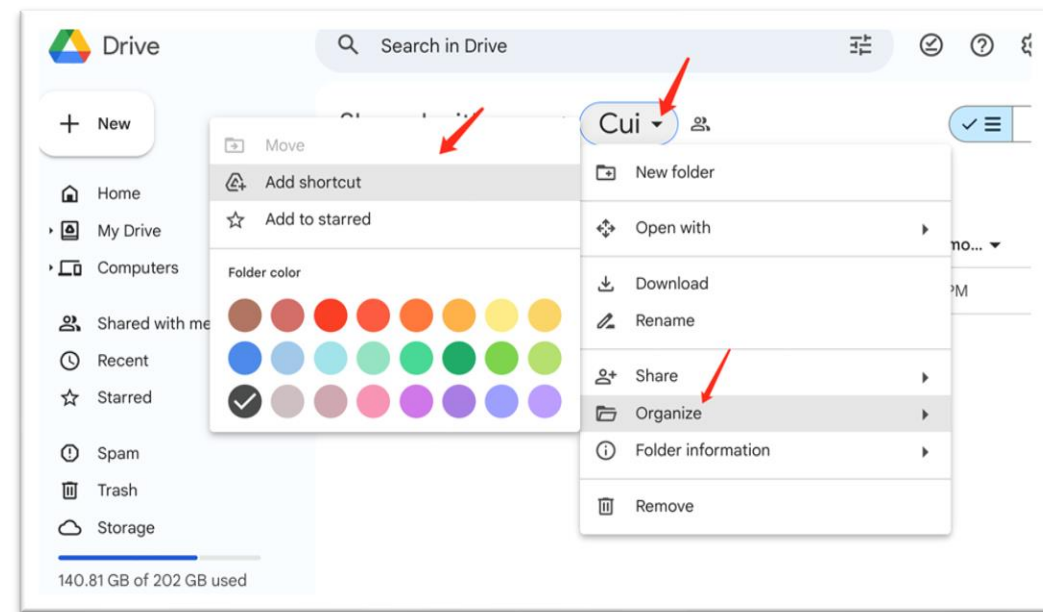 Drive
Search in Drive
New
Cui
Move
Add shortcut
Add to starred
Folder color
New folder
Open with
Download
Rename
Share
Organize
Folder information
Remove
Home
My Drive
Computers
Shared with me
Recent
Starred
Spam
Trash
Storage
140.81 GB of 202 GB used
mo...
PM